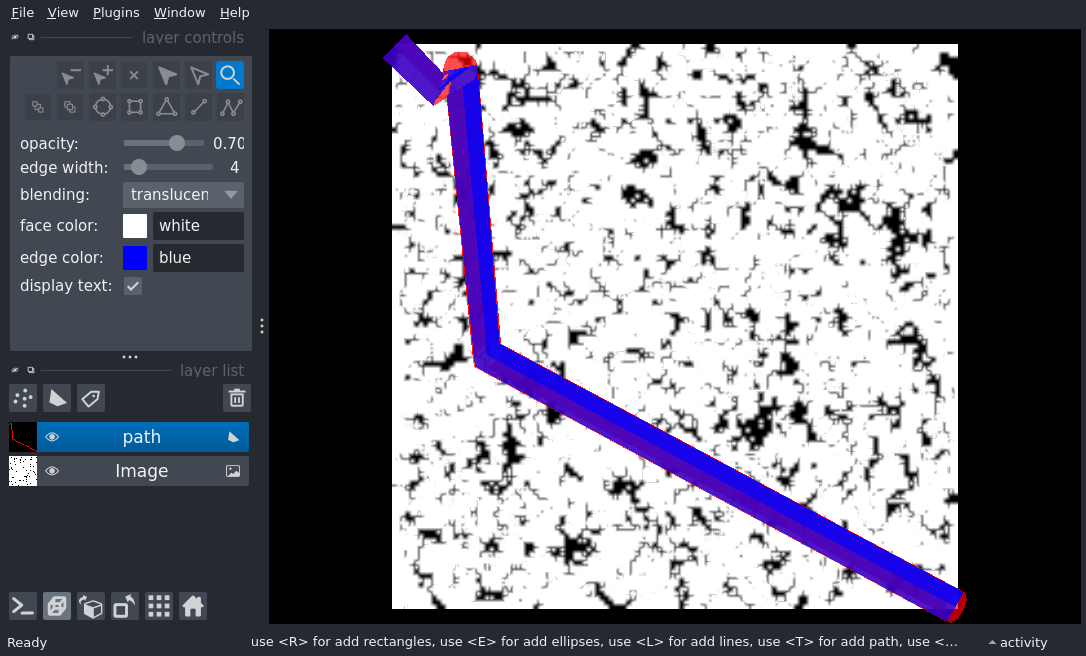 File View Plugins Window Help
layer controls
opacity: 0.70
edge width: 4
blending: translucen
face color: white
edge color: blue
display text:
layer list
path
Image
Ready use <R> for add rectangles, use <E> for add ellipses, use <L> for add lines, use <T> for add path, use <... activity